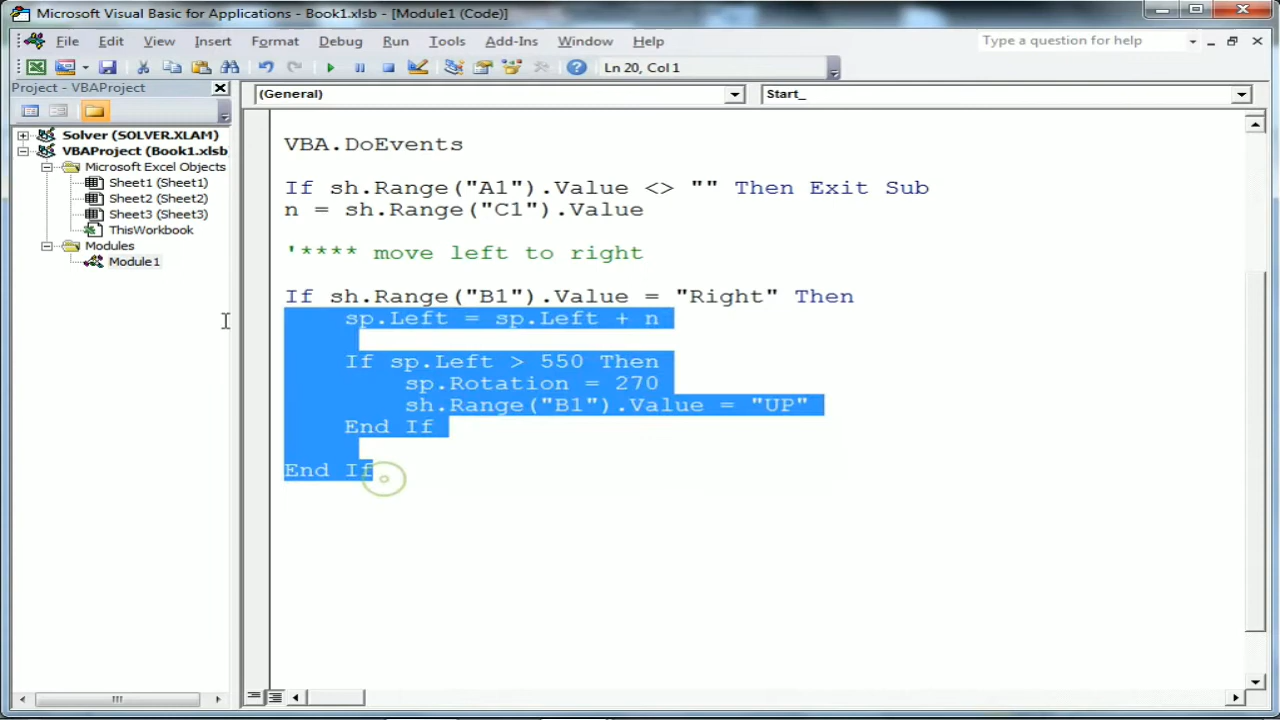 Microsoft Visual Basic for Applications - Book1.xlsb - [Module1 (Code)]
File Edit View Insert Format Debug Run Tools Add-Ins Window Help
Type a question for help
Ln 20, Col 1
Project - VBAProject
(General)
Start_
Solver (SOLVER.XLAM)
VBAProject (Book1.xlsb
Microsoft Excel Objects
Sheet1 (Sheet1)
Sheet2 (Sheet2)
Sheet3 (Sheet3)
ThisWorkbook
Modules
Module1
VBA.DoEvents
If sh.Range("A1").Value <> "" Then Exit Sub
n = sh.Range("C1").Value
'**** move left to right
If sh.Range("B1").Value = "Right" Then
sp.Left = sp.Left + n
If sp.Left > 550 Then
sp.Rotation = 270
sh.Range("B1").Value = "UP"
End If
End If